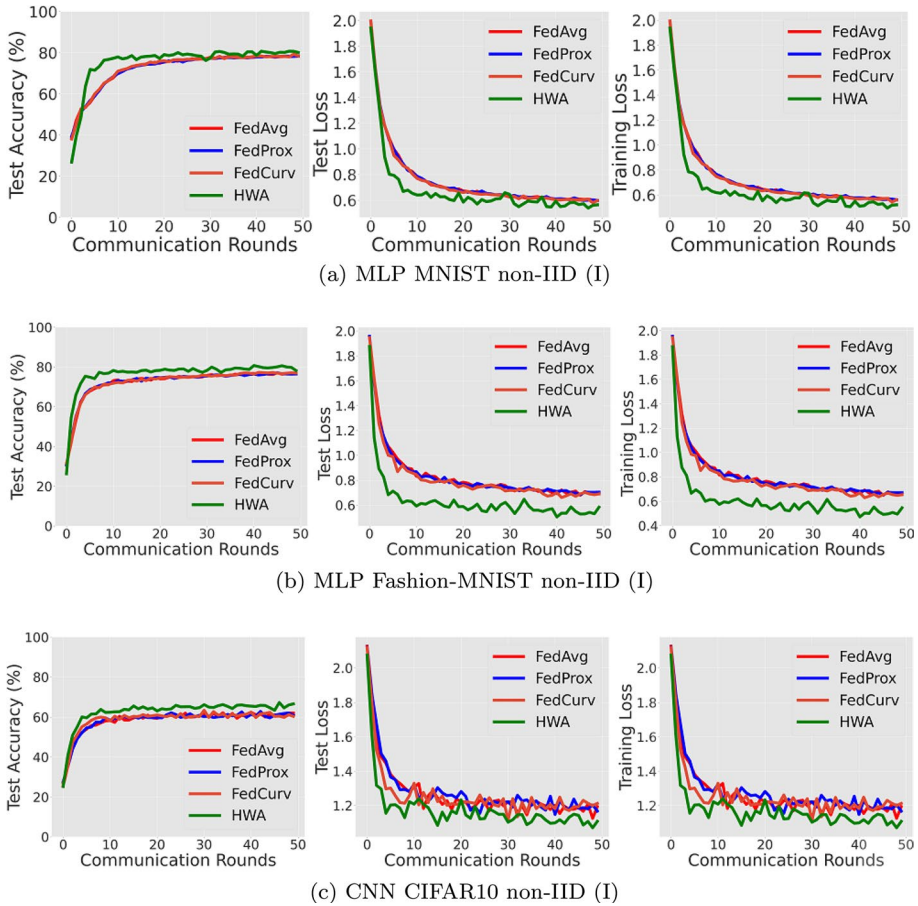 100
80
60
40
20
0
Test Accuracy (%)
0 10 20 30 40 50
Communication Rounds
FedAvg
FedProx
FedCurv
HWA
2.0
1.8
1.6
1.4
1.2
1.0
0.8
0.6
Test Loss
0 10 20 30 40 50
Communication Rounds
FedAvg
FedProx
FedCurv
HWA
2.0
1.8
1.6
1.4
1.2
1.0
0.8
0.6
Training Loss
0 10 20 30 40 50
Communication Rounds
FedAvg
FedProx
FedCurv
HWA
(a) MLP MNIST non-IID (I)
100
80
60
40
20
0
Test Accuracy (%)
0 10 20 30 40 50
Communication Rounds
FedAvg
FedProx
FedCurv
HWA
2.0
1.8
1.6
1.4
1.2
1.0
0.8
0.6
Test Loss
0 10 20 30 40 50
Communication Rounds
FedAvg
FedProx
FedCurv
HWA
2.0
1.8
1.6
1.4
1.2
1.0
0.8
0.6
0.4
Training Loss
0 10 20 30 40 50
Communication Rounds
FedAvg
FedProx
FedCurv
HWA
(b) MLP Fashion-MNIST non-IID (I)
100
80
60
40
20
0
Test Accuracy (%)
0 10 20 30 40 50
Communication Rounds
FedAvg
FedProx
FedCurv
HWA
2.0
1.8
1.6
1.4
1.2
Test Loss
0 10 20 30 40 50
Communication Rounds
FedAvg
FedProx
FedCurv
HWA
2.0
1.8
1.6
1.4
1.2
Training Loss
0 10 20 30 40 50
Communication Rounds
FedAvg
FedProx
FedCurv
HWA
(c) CNN CIFAR10 non-IID (I)